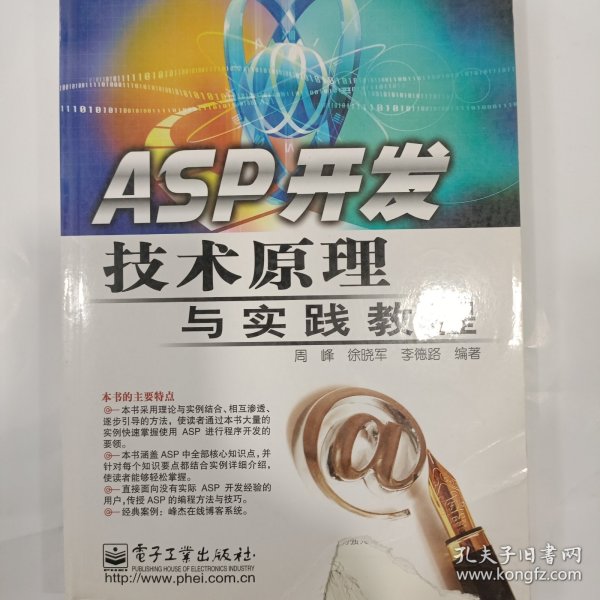 ASP开发
技术原理
与实践教程
周 峰 徐晓军 李德路 编著
本书的主要特点
本书采用理论与实例结合、相互渗透、
逐步引导的方法，使读者通过本书大量的
实例快速掌握使用 ASP 进行程序开发的
要领。
本书涵盖 ASP 中全部核心知识点，并
针对每个知识要点都结合实例详细介绍，
使读者能够轻松掌握。
直接面向没有实际 ASP 开发经验的
用户，传授 ASP 的编程方法与技巧。
经典案例：峰杰在线博客系统。
@
電子工業出版社
PUBLISHING HOUSE OF ELECTRONICS INDUSTRY
http://www.phei.com.cn
孔夫子旧书网
www.kongfz.com